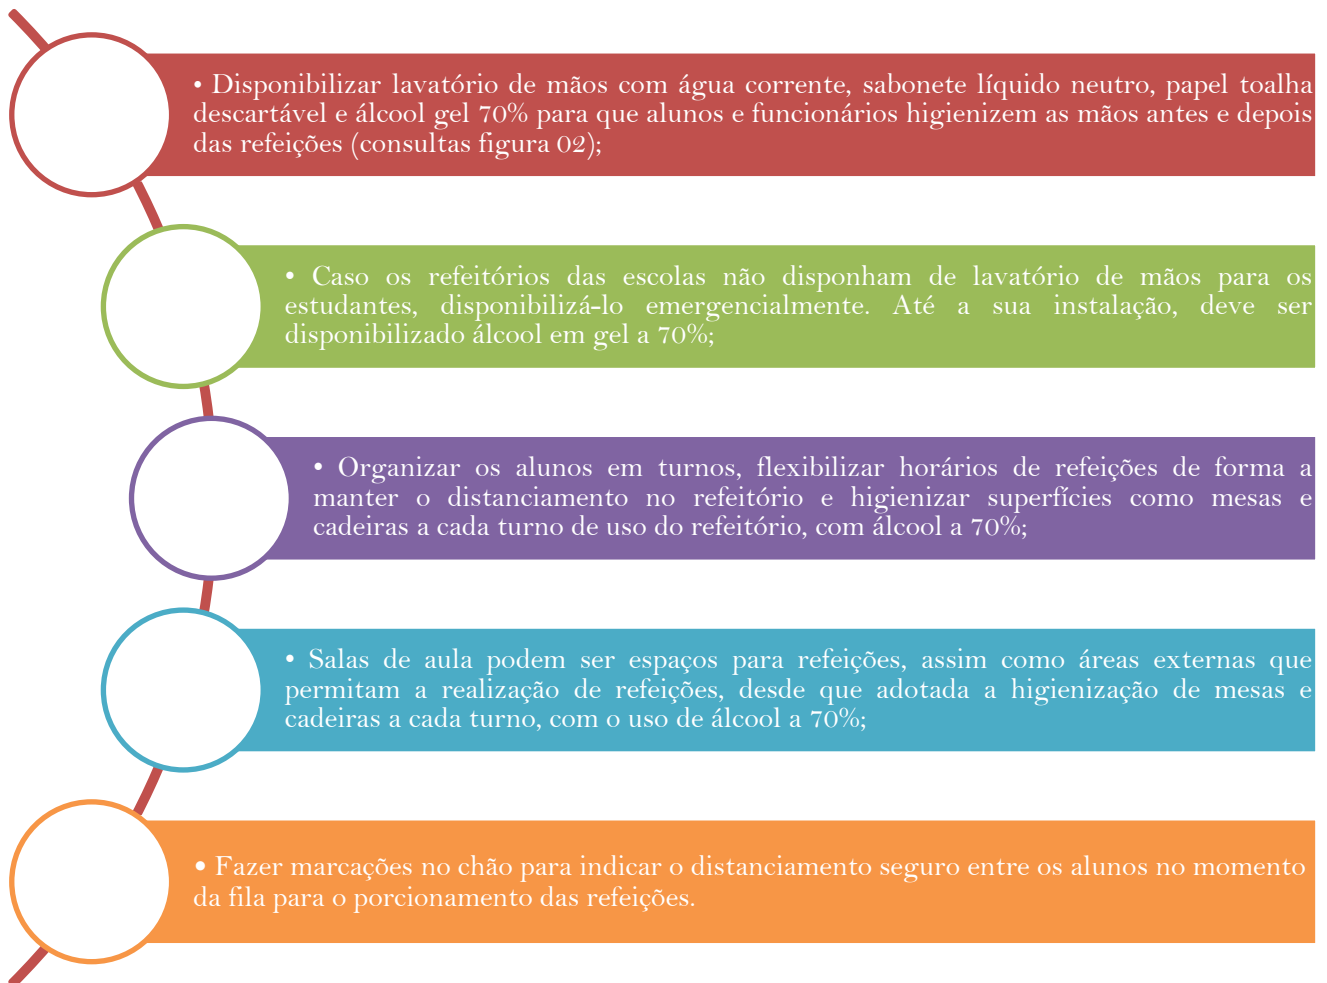 • Disponibilizar lavatório de mãos com água corrente, sabonete líquido neutro, papel toalha
descartável e álcool gel 70% para que alunos e funcionários higienizem as mãos antes e depois
das refeições (consultas figura 02);
• Caso os refeitórios das escolas não disponham de lavatório de mãos para os
estudantes, disponibilizá-lo emergencialmente. Até a sua instalação, deve ser
disponibilizado álcool em gel a 70%;
• Organizar os alunos em turnos, flexibilizar horários de refeições de forma a
manter o distanciamento no refeitório e higienizar superfícies como mesas e
cadeiras a cada turno de uso do refeitório, com álcool a 70%;
• Salas de aula podem ser espaços para refeições, assim como áreas externas que
permitam a realização de refeições, desde que adotada a higienização de mesas e
cadeiras a cada turno, com o uso de álcool a 70%;
• Fazer marcações no chão para indicar o distanciamento seguro entre os alunos no momento
da fila para o porcionamento das refeições.